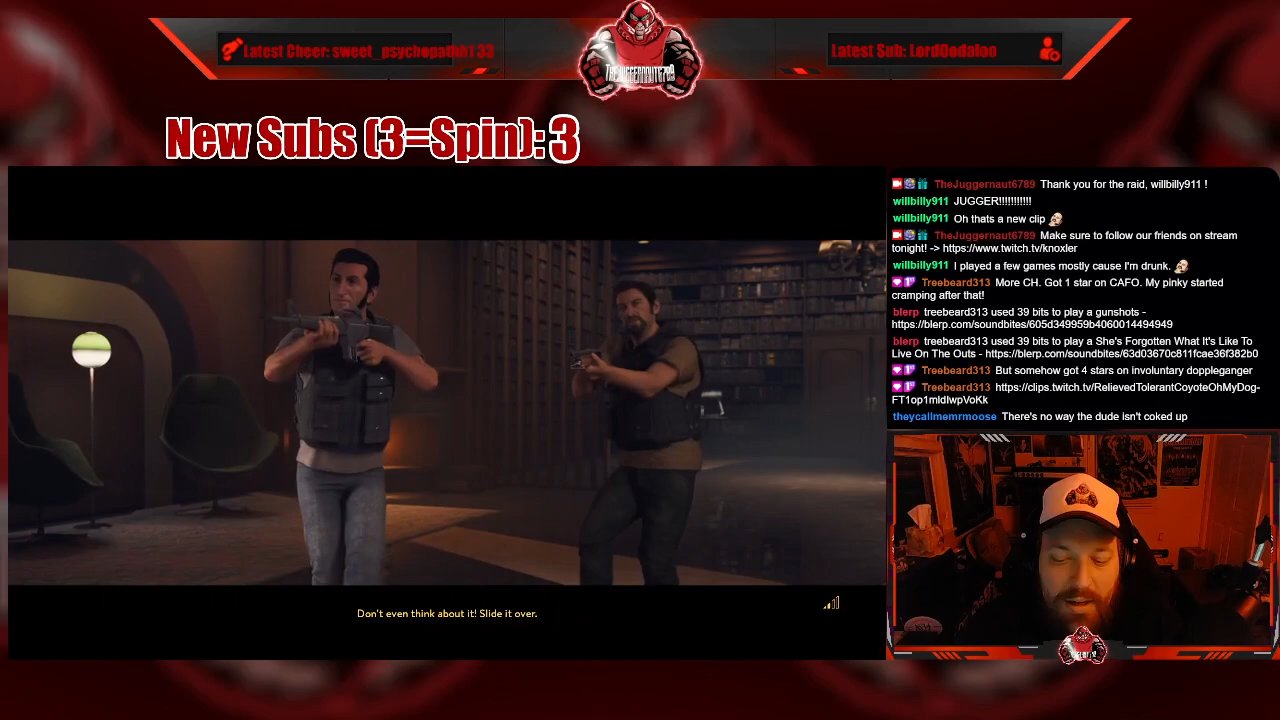 Latest Cheer: sweet_psychopathh133
THEJUGGERNAUT6789
Latest Sub: LordOodalon
New Subs (3=Spin): 3
TheJuggernaut6789 Thank you for the raid, willbilly911 !
willbilly911 JUGGER!!!!!!!!!!!
willbilly911 Oh thats a new clip
TheJuggernaut6789 Make sure to follow our friends on stream
tonight! -> https://www.twitch.tv/knoxler
willbilly911 I played a few games mostly cause I'm drunk.
Treebeard313 More CH. Got 1 star on CAFO. My pinky started
cramping after that!
blerp treebeard313 used 39 bits to play a gunshots -
https://blerp.com/soundbites/605d349959b4060014494949
blerp treebeard313 used 39 bits to play a She's Forgotten What It's Like To
Live On The Outs - https://blerp.com/soundbites/63d03670c811fcae36f382b0
Treebeard313 But somehow got 4 stars on involuntary doppleganger
Treebeard313 https://clips.twitch.tv/RelievedTolerantCoyoteOhMyDog-
FT1op1mldlwpVoKk
theycallmemrmoose There's no way the dude isn't coked up
Don't even think about it! Slide it over.